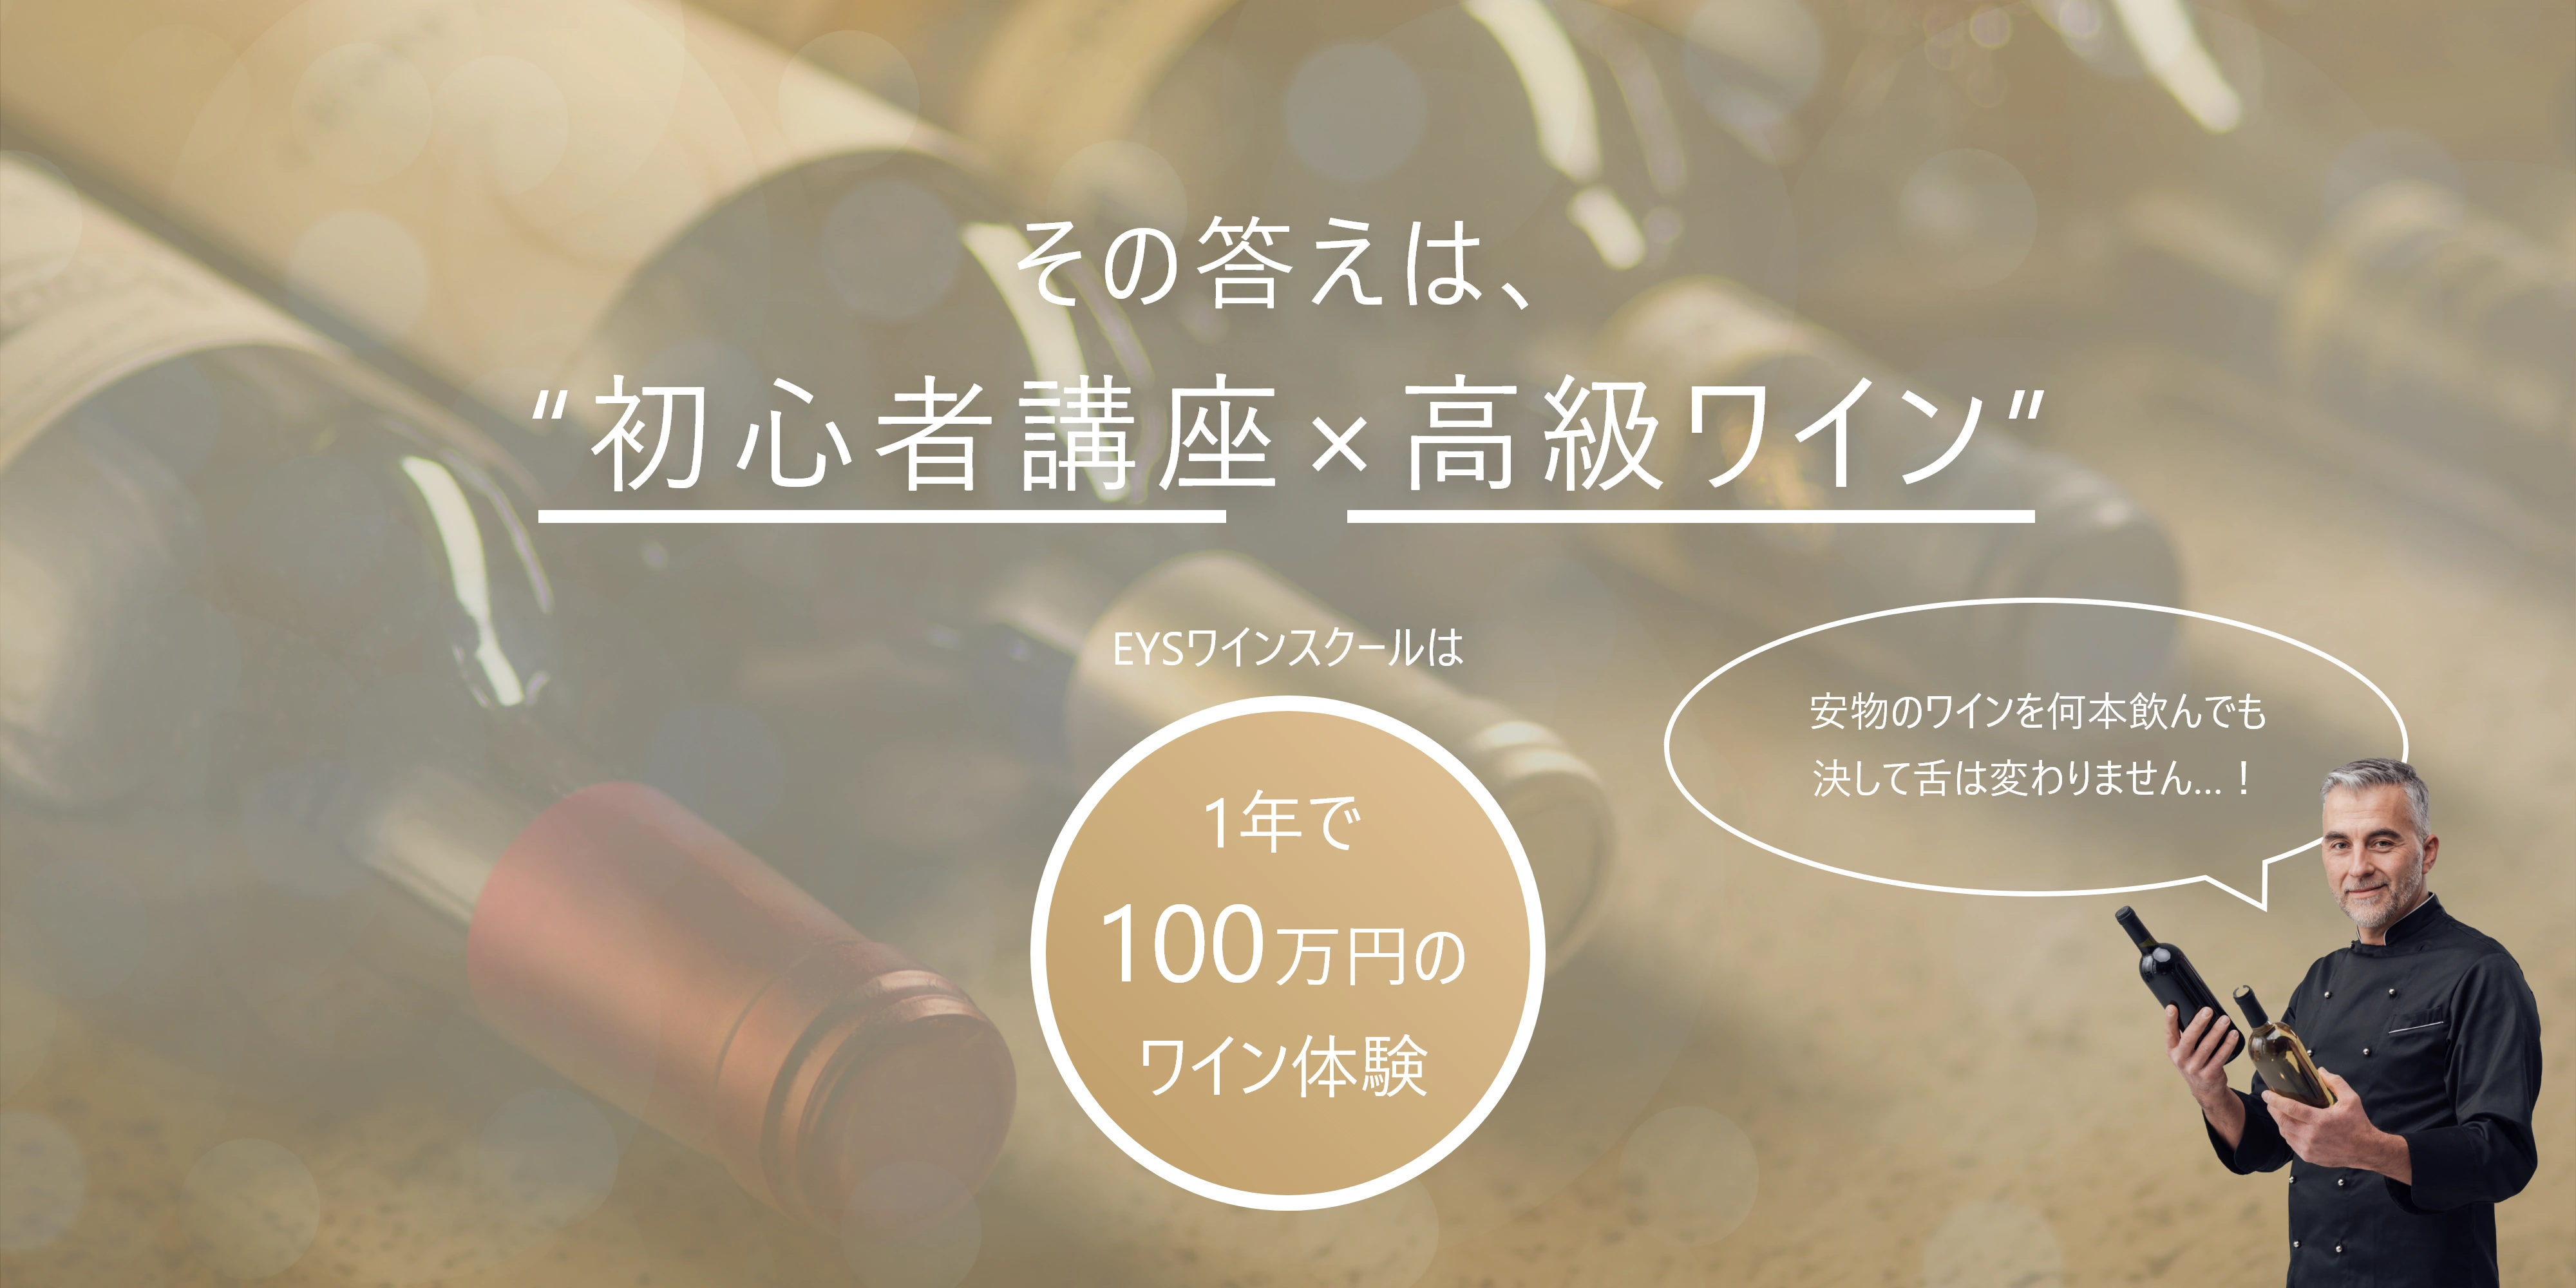 その答えは、
“初心者講座×高級ワイン”
EYSワインスクールは
1年で
100万円の
ワイン体験
安物のワインを何本飲んでも
決して舌は変わりません...！